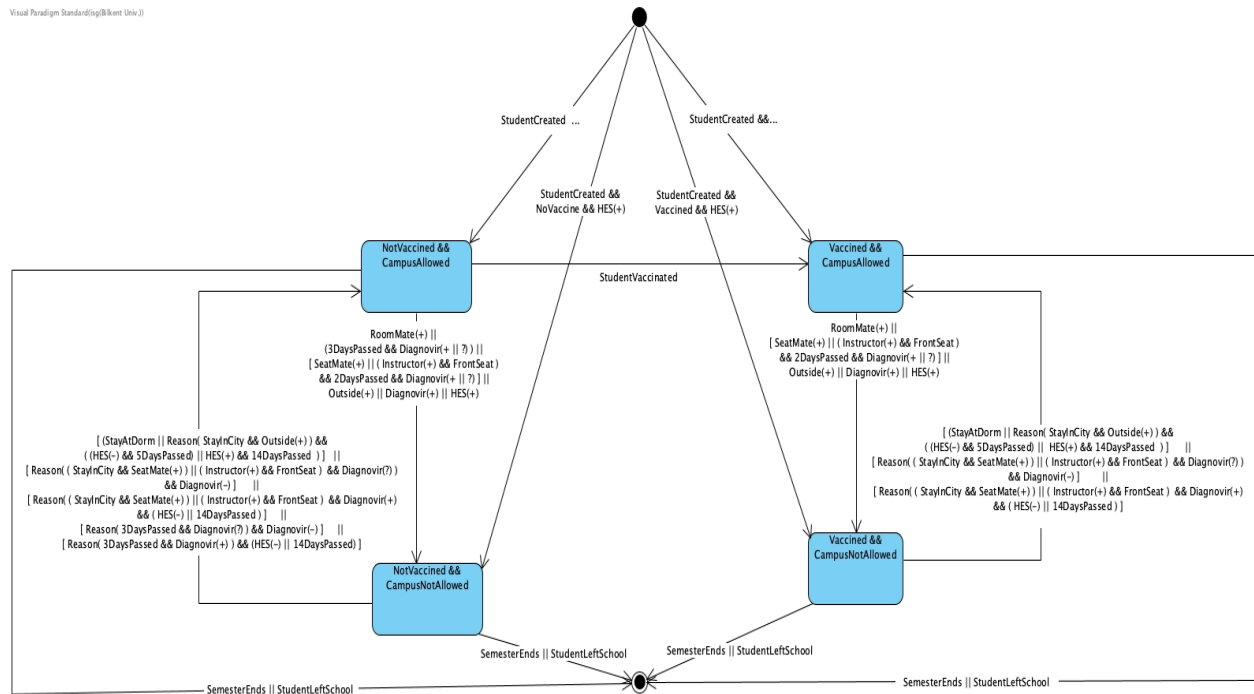 Visual Paradigm Standard(isg(Bilkent Univ.))
StudentCreated ...
StudentCreated &&...
StudentCreated &&
NoVaccine && HES(+)
StudentCreated &&
Vaccined && HES(+)
NotVaccined &&
CampusAllowed
Vaccined &&
CampusAllowed
StudentVaccinated
RoomMate(+) ||
(3DaysPassed && Diagnovir(+ || ?) ) ||
[ SeatMate(+) || ( Instructor(+) && FrontSeat )
&& 2DaysPassed && Diagnovir(+ || ?) ] ||
Outside(+) || Diagnovir(+) || HES(+)
RoomMate(+) ||
[ SeatMate(+) || ( Instructor(+) && FrontSeat )
&& 2DaysPassed && Diagnovir(+ || ?) ] ||
Outside(+) || Diagnovir(+) || HES(+)
[ (StayAtDorm || Reason( StayInCity && Outside(+) ) &&
( (HES(-) && 5DaysPassed) || HES(+) && 14DaysPassed ) ] ||
[ Reason( ( StayInCity && SeatMate(+) ) || ( Instructor(+) && FrontSeat ) && Diagnovir(?) )
&& Diagnovir(-) ] ||
[ Reason( ( StayInCity && SeatMate(+) ) || ( Instructor(+) && FrontSeat ) && Diagnovir(+)
&& ( HES(-) || 14DaysPassed ) ] ||
[ Reason( 3DaysPassed && Diagnovir(?) ) && Diagnovir(-) ] ||
[ Reason( 3DaysPassed && Diagnovir(+) ) && (HES(-) || 14DaysPassed) ]
[ (StayAtDorm || Reason( StayInCity && Outside(+) ) &&
( (HES(-) && 5DaysPassed) || HES(+) && 14DaysPassed ) ] ||
[ Reason( ( StayInCity && SeatMate(+) ) || ( Instructor(+) && FrontSeat ) && Diagnovir(?) )
&& Diagnovir(-) ] ||
[ Reason( ( StayInCity && SeatMate(+) ) || ( Instructor(+) && FrontSeat ) && Diagnovir(+)
&& ( HES(-) || 14DaysPassed ) ]
NotVaccined &&
CampusNotAllowed
Vaccined &&
CampusNotAllowed
SemesterEnds || StudentLeftSchool
SemesterEnds || StudentLeftSchool
SemesterEnds || StudentLeftSchool
SemesterEnds || StudentLeftSchool